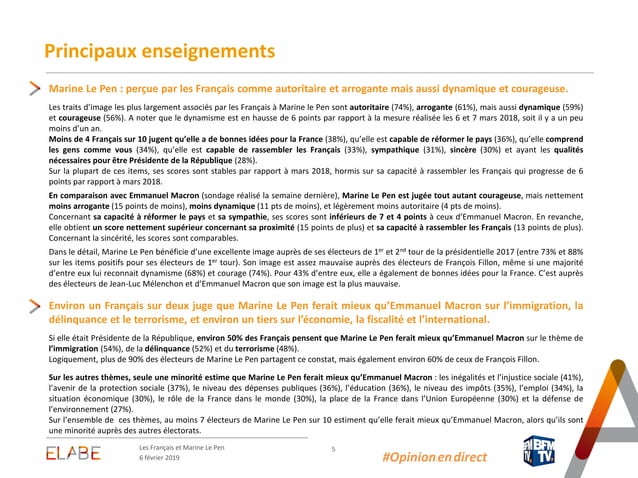 Principaux enseignements
Marine Le Pen : perçue par les Français comme autoritaire et arrogante mais aussi dynamique et courageuse.
Les traits d'image les plus largement associés par les Français à Marine le Pen sont autoritaire (74%), arrogante (61%), mais aussi dynamique (59%)
et courageuse (56%). A noter que le dynamisme est en hausse de 6 points par rapport à la mesure réalisée les 6 et 7 mars 2018, soit il y a un peu
moins d'un an.
Moins de 4 Français sur 10 jugent qu'elle a de bonnes idées pour la France (38%), qu'elle est capable de réformer le pays (36%), qu'elle comprend
les gens comme vous (34%), qu'elle est capable de rassembler les Français (33%), sympathique (31%), sincère (30%) et ayant les qualités
nécessaires pour être Présidente de la République (28%).
Sur la plupart de ces items, ses scores sont stables par rapport à mars 2018, hormis sur sa capacité à rassembler les Français qui progresse de 6
points par rapport à mars 2018.
En comparaison avec Emmanuel Macron (sondage réalisé la semaine dernière), Marine Le Pen est jugée tout autant courageuse, mais nettement
moins arrogante (15 points de moins), moins dynamique (11 pts de moins), et légèrement moins autoritaire (4 pts de moins).
Concernant sa capacité à réformer le pays et sa sympathie, ses scores sont inférieurs de 7 et 4 points à ceux d'Emmanuel Macron. En revanche,
elle obtient un score nettement supérieur concernant sa proximité (15 points de plus) et sa capacité à rassembler les Français (13 points de plus).
Concernant la sincérité, les scores sont comparables.
Dans le détail, Marine Le Pen bénéficie d'une excellente image auprès de ses électeurs de 1er et 2nd tour de la présidentielle 2017 (entre 73% et 88%
sur les items positifs pour ses électeurs de 1er tour). Son image est assez mauvaise auprès des électeurs de François Fillon, même si une majorité
d'entre eux lui reconnait dynamisme (68%) et courage (74%). Pour 43% d'entre eux, elle a également de bonnes idées pour la France. C'est auprès
des électeurs de Jean-Luc Mélenchon et d'Emmanuel Macron que son image est la plus mauvaise.
Environ un Français sur deux juge que Marine Le Pen ferait mieux qu'Emmanuel Macron sur l'immigration, la
délinquance et le terrorisme, et environ un tiers sur l'économie, la fiscalité et l'international.
Si elle était Présidente de la République, environ 50% des Français pensent que Marine Le Pen ferait mieux qu'Emmanuel Macron sur le thème de
l'immigration (54%), de la délinquance (52%) et du terrorisme (48%).
Logiquement, plus de 90% des électeurs de Marine Le Pen partagent ce constat, mais également environ 60% de ceux de François Fillon.
Sur les autres thèmes, seule une minorité estime que Marine Le Pen ferait mieux qu'Emmanuel Macron : les inégalités et l'injustice sociale (41%),
l'avenir de la protection sociale (37%), le niveau des dépenses publiques (36%), l'éducation (36%), le niveau des impôts (35%), l'emploi (34%), la
situation économique (30%), le rôle de la France dans le monde (30%), la place de la France dans l'Union Européenne (30%) et la défense de
l'environnement (27%).
Sur l'ensemble de ces thèmes, au moins 7 électeurs de Marine Le Pen sur 10 estiment qu'elle ferait mieux qu'Emmanuel Macron, alors qu'ils sont
une minorité auprès des autres électorats.
ELABE
Les Français et Marine Le Pen
6 février 2019
5
#Opinion en direct
BFM
TV.